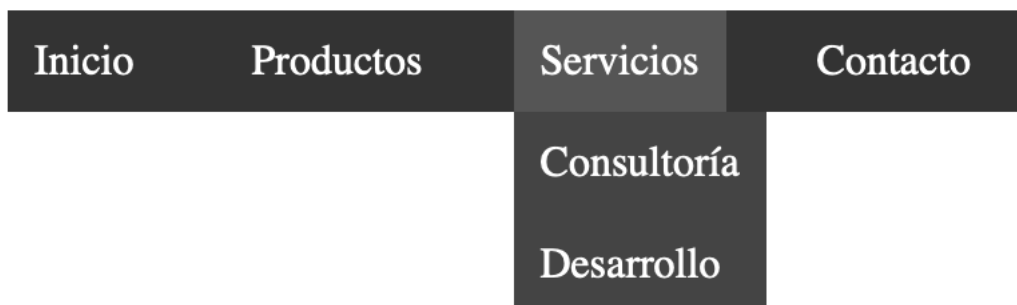 Inicio Productos Servicios Contacto
Consultoría
Desarrollo